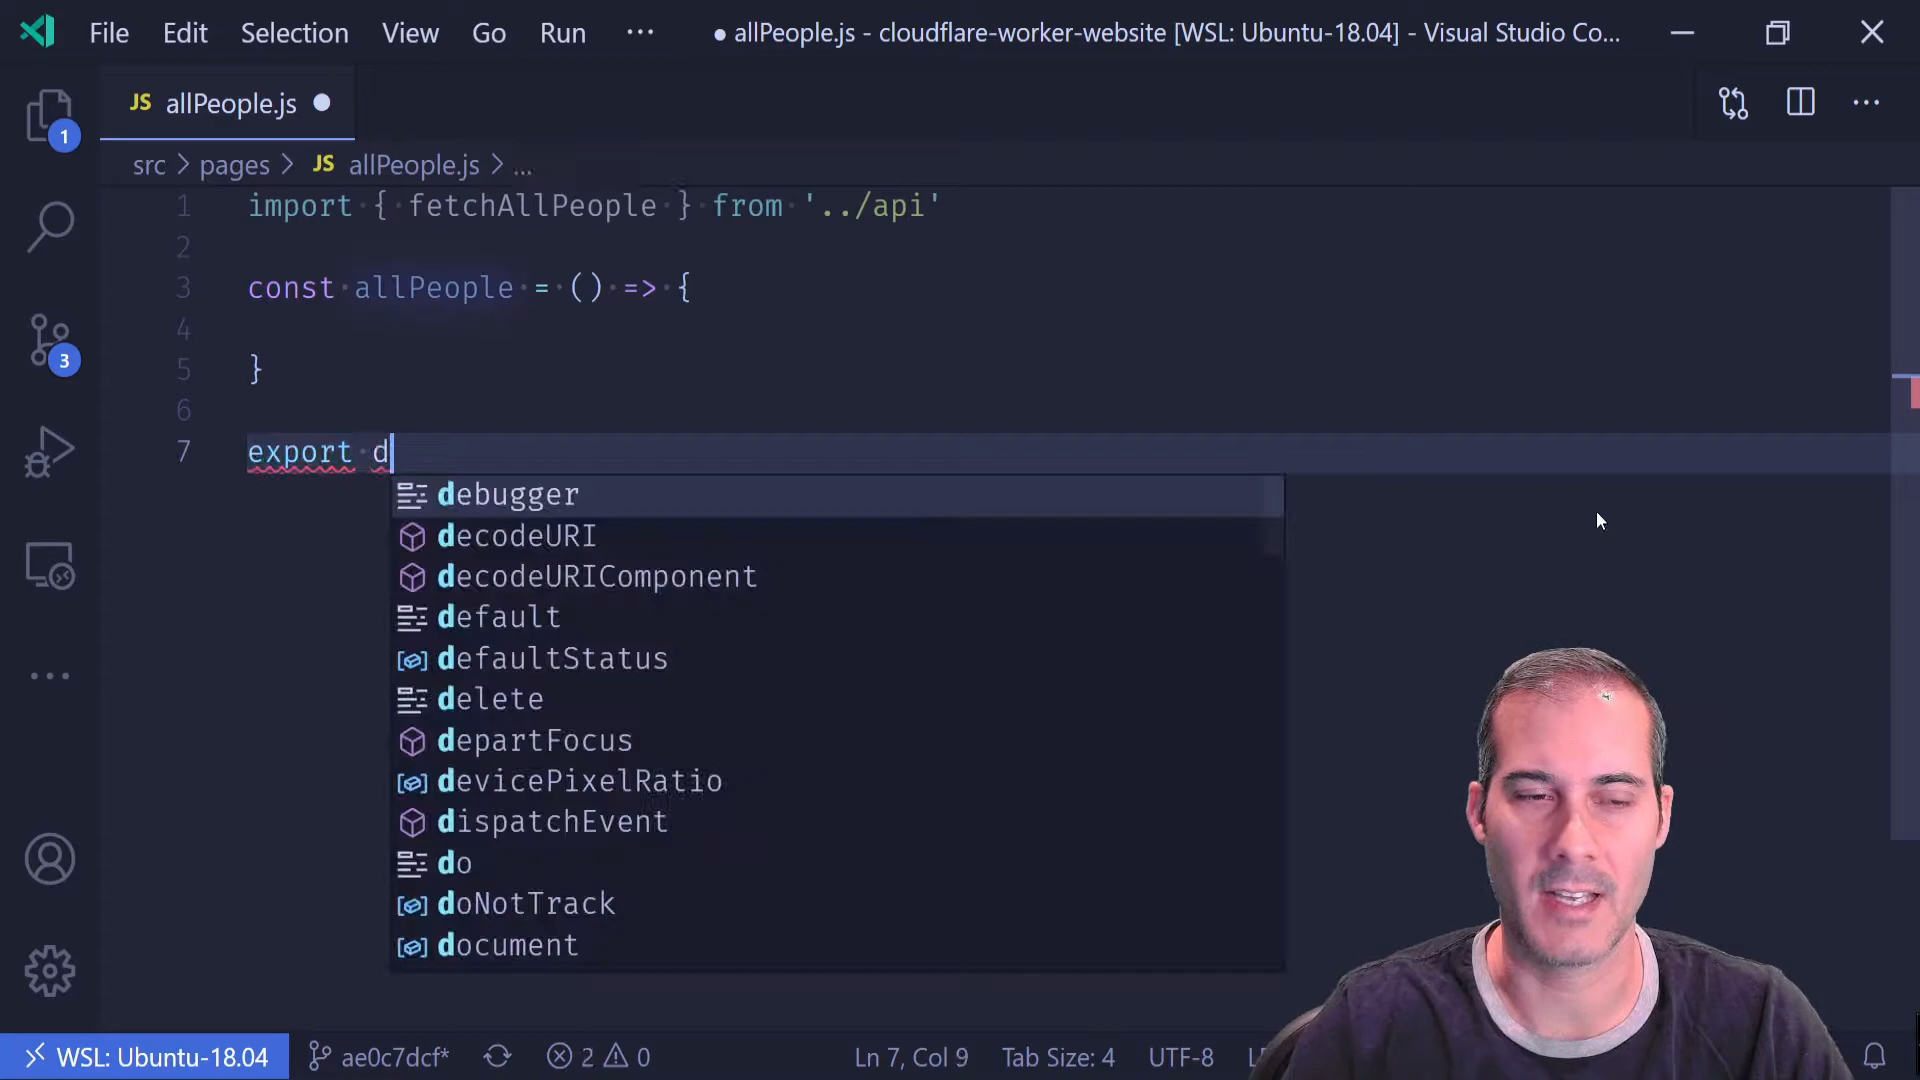 File Edit Selection View Go Run ··· ● allPeople.js - cloudflare-worker-website [WSL: Ubuntu-18.04] - Visual Studio Co...
JS allPeople.js ●
src > pages > JS allPeople.js > ...
1 import { fetchAllPeople } from '../api'
2
3 const allPeople = () => {
4
5 }
6
7 export d
debugger
decodeURI
decodeURIComponent
default
defaultStatus
delete
departFocus
devicePixelRatio
dispatchEvent
do
doNotTrack
document
1
3
WSL: Ubuntu-18.04 ae0c7dcf* 2 0 Ln 7, Col 9 Tab Size: 4 UTF-8